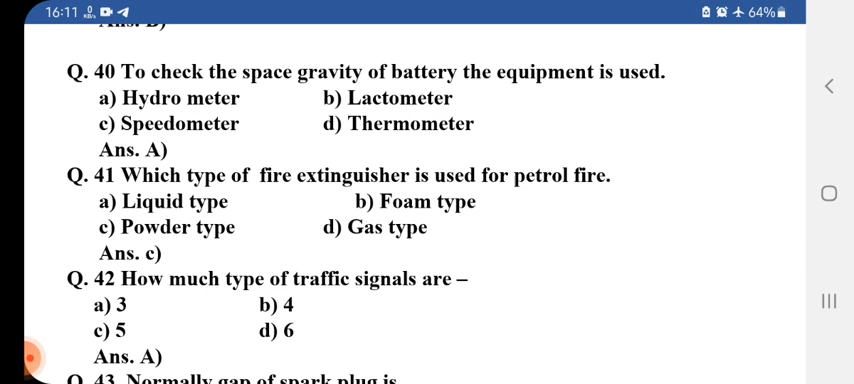 16:11 0 KB/s 64%
Q. 40 To check the space gravity of battery the equipment is used.
a) Hydro meter b) Lactometer
c) Speedometer d) Thermometer
Ans. A)
Q. 41 Which type of fire extinguisher is used for petrol fire.
a) Liquid type b) Foam type
c) Powder type d) Gas type
Ans. c)
Q. 42 How much type of traffic signals are –
a) 3 b) 4
c) 5 d) 6
Ans. A)
Q. 43 Normally gap of spark plug is